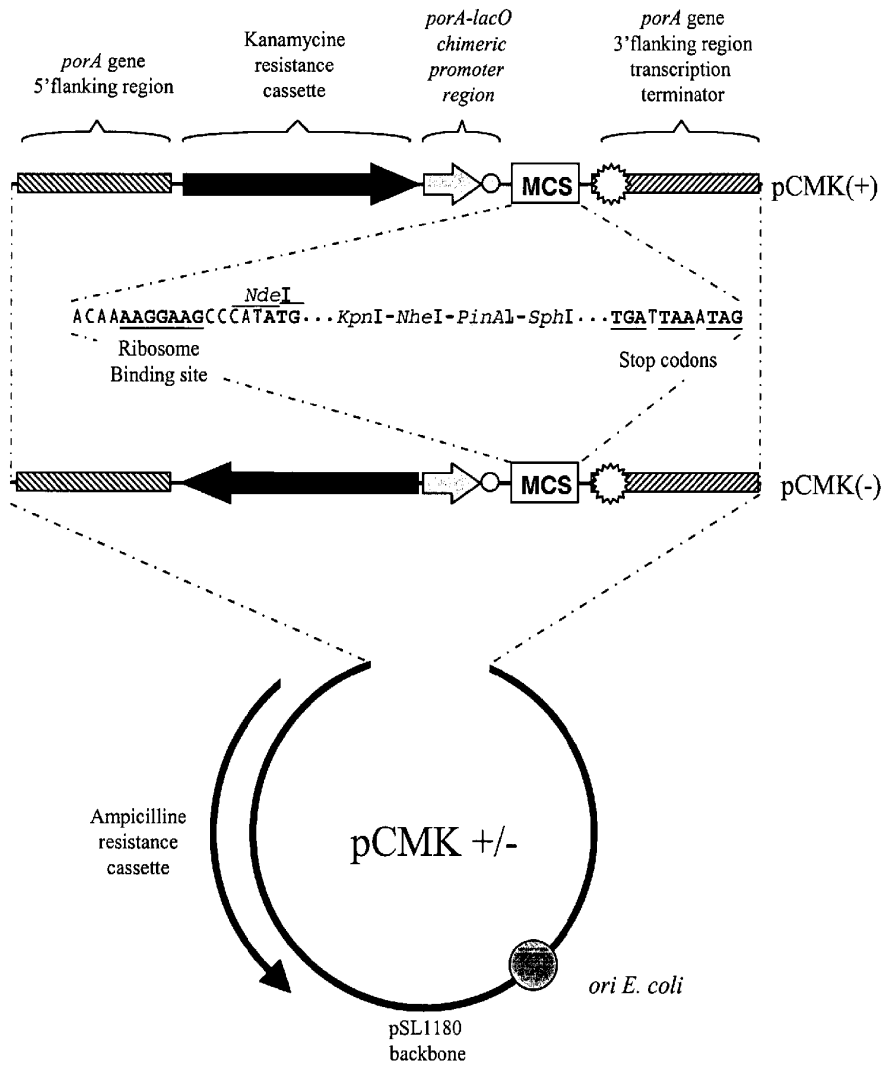 porA gene
5'flanking region
Kanamycine
resistance
cassette
porA-lacO
chimeric
promoter
region
porA gene
3'flanking region
transcription
terminator
MCS
pCMK(+)
NdeI
ACAAAAGGAAGCCCATATG...KpnI-NheI-PinAl-SphI...TGATTAAATAG
Ribosome
Binding site
Stop codons
MCS
pCMK(-)
Ampicilline
resistance
cassette
pCMK +/-
ori E. coli
pSL1180
backbone